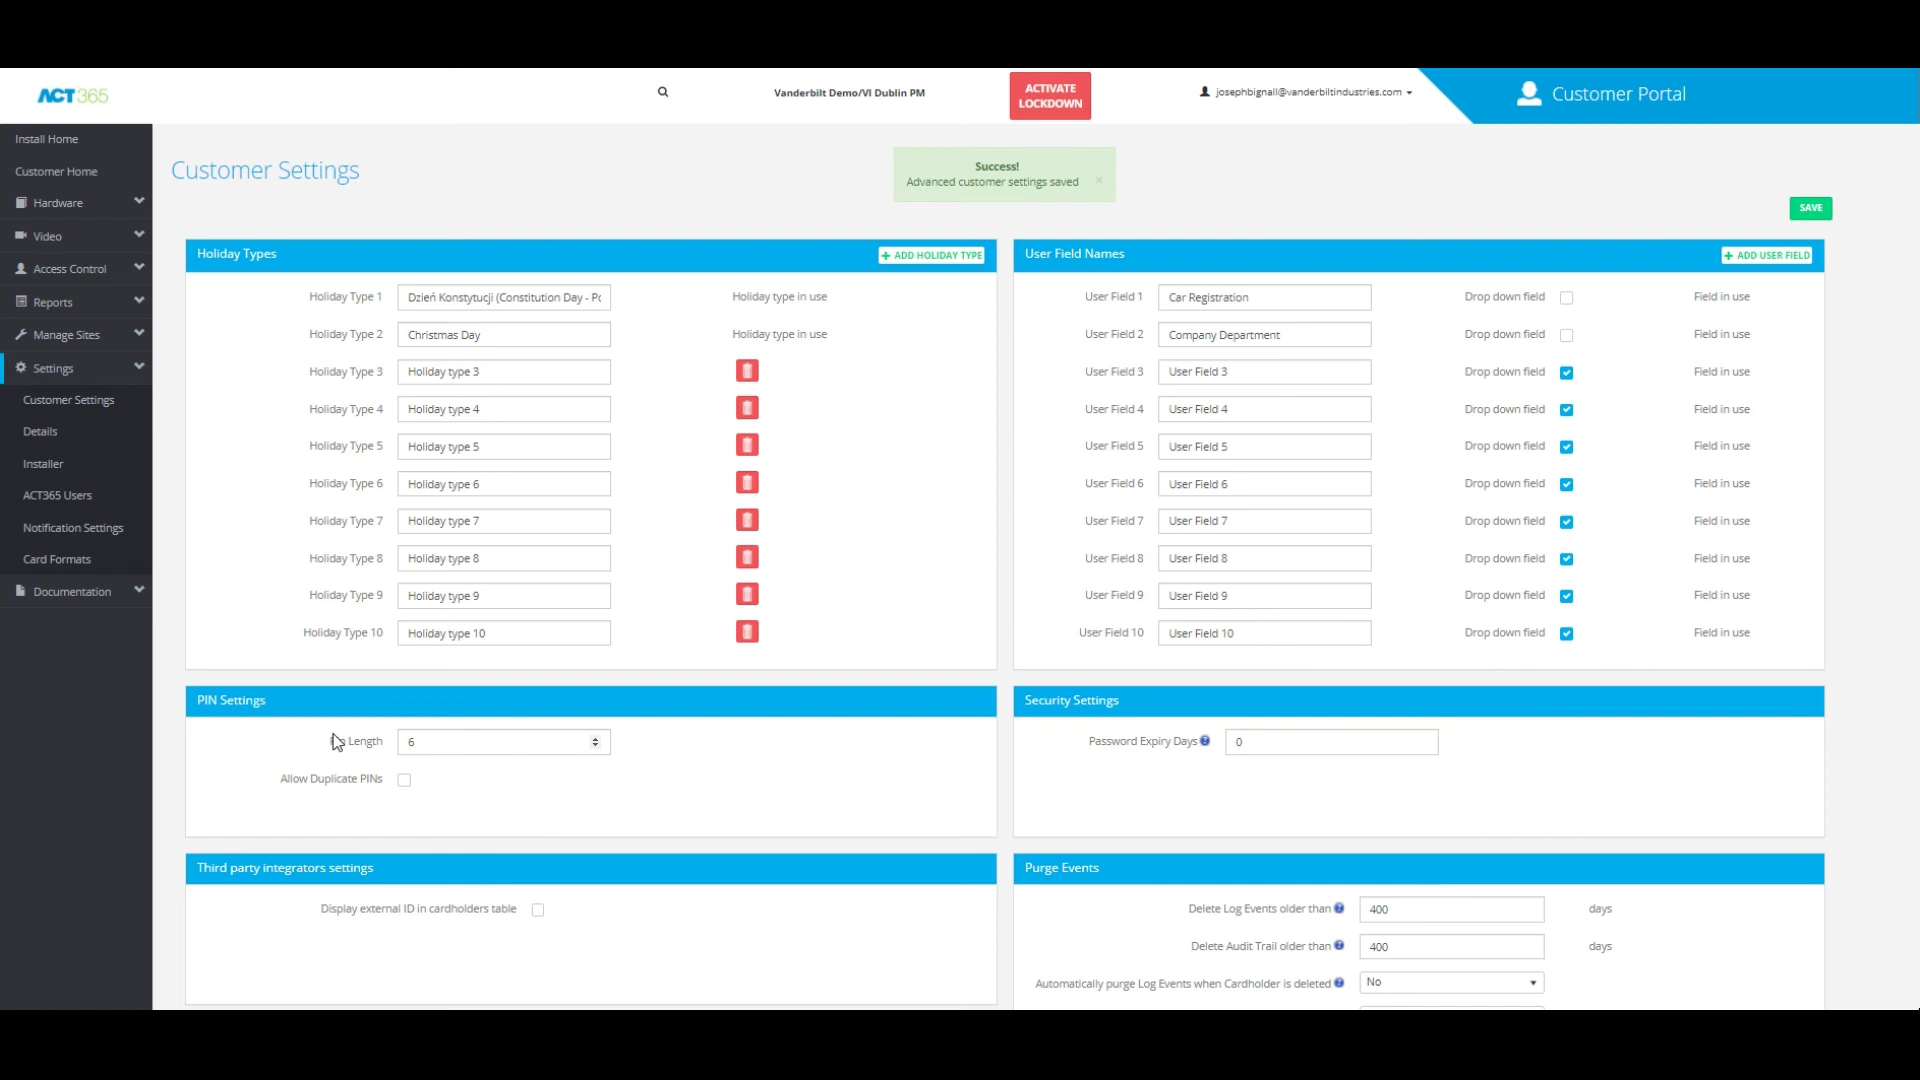 ACT365
Vanderbilt Demo/VI Dublin PM
ACTIVATE
LOCKDOWN
josephbignall@vanderbiltindustries.com
Customer Portal
Install Home
Customer Home
Hardware
Video
Access Control
Reports
Manage Sites
Settings
Customer Settings
Details
Installer
ACT365 Users
Notification Settings
Card Formats
Documentation
Customer Settings
Success!
Advanced customer settings saved ×
SAVE
Holiday Types + ADD HOLIDAY TYPE
Holiday Type 1 Dzień Konstytucji (Constitution Day - Po Holiday type in use
Holiday Type 2 Christmas Day Holiday type in use
Holiday Type 3 Holiday type 3
Holiday Type 4 Holiday type 4
Holiday Type 5 Holiday type 5
Holiday Type 6 Holiday type 6
Holiday Type 7 Holiday type 7
Holiday Type 8 Holiday type 8
Holiday Type 9 Holiday type 9
Holiday Type 10 Holiday type 10
User Field Names + ADD USER FIELD
User Field 1 Car Registration Drop down field Field in use
User Field 2 Company Department Drop down field Field in use
User Field 3 User Field 3 Drop down field Field in use
User Field 4 User Field 4 Drop down field Field in use
User Field 5 User Field 5 Drop down field Field in use
User Field 6 User Field 6 Drop down field Field in use
User Field 7 User Field 7 Drop down field Field in use
User Field 8 User Field 8 Drop down field Field in use
User Field 9 User Field 9 Drop down field Field in use
User Field 10 User Field 10 Drop down field Field in use
PIN Settings
Length 6
Allow Duplicate PINs
Security Settings
Password Expiry Days 0
Third party integrators settings
Display external ID in cardholders table
Purge Events
Delete Log Events older than 400 days
Delete Audit Trail older than 400 days
Automatically purge Log Events when Cardholder is deleted No